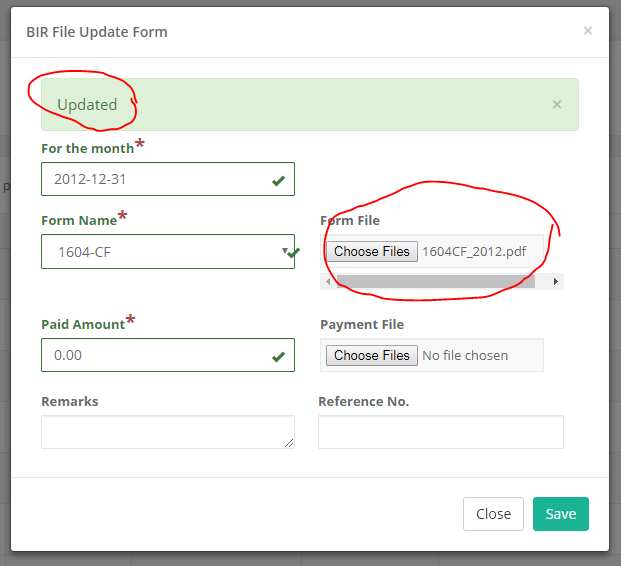 BIR File Update Form ×
Updated ×
For the month*
2012-12-31
Form Name* Form File
1604-CF Choose Files 1604CF_2012.pdf
Paid Amount* Payment File
0.00 Choose Files No file chosen
Remarks Reference No.
Close Save